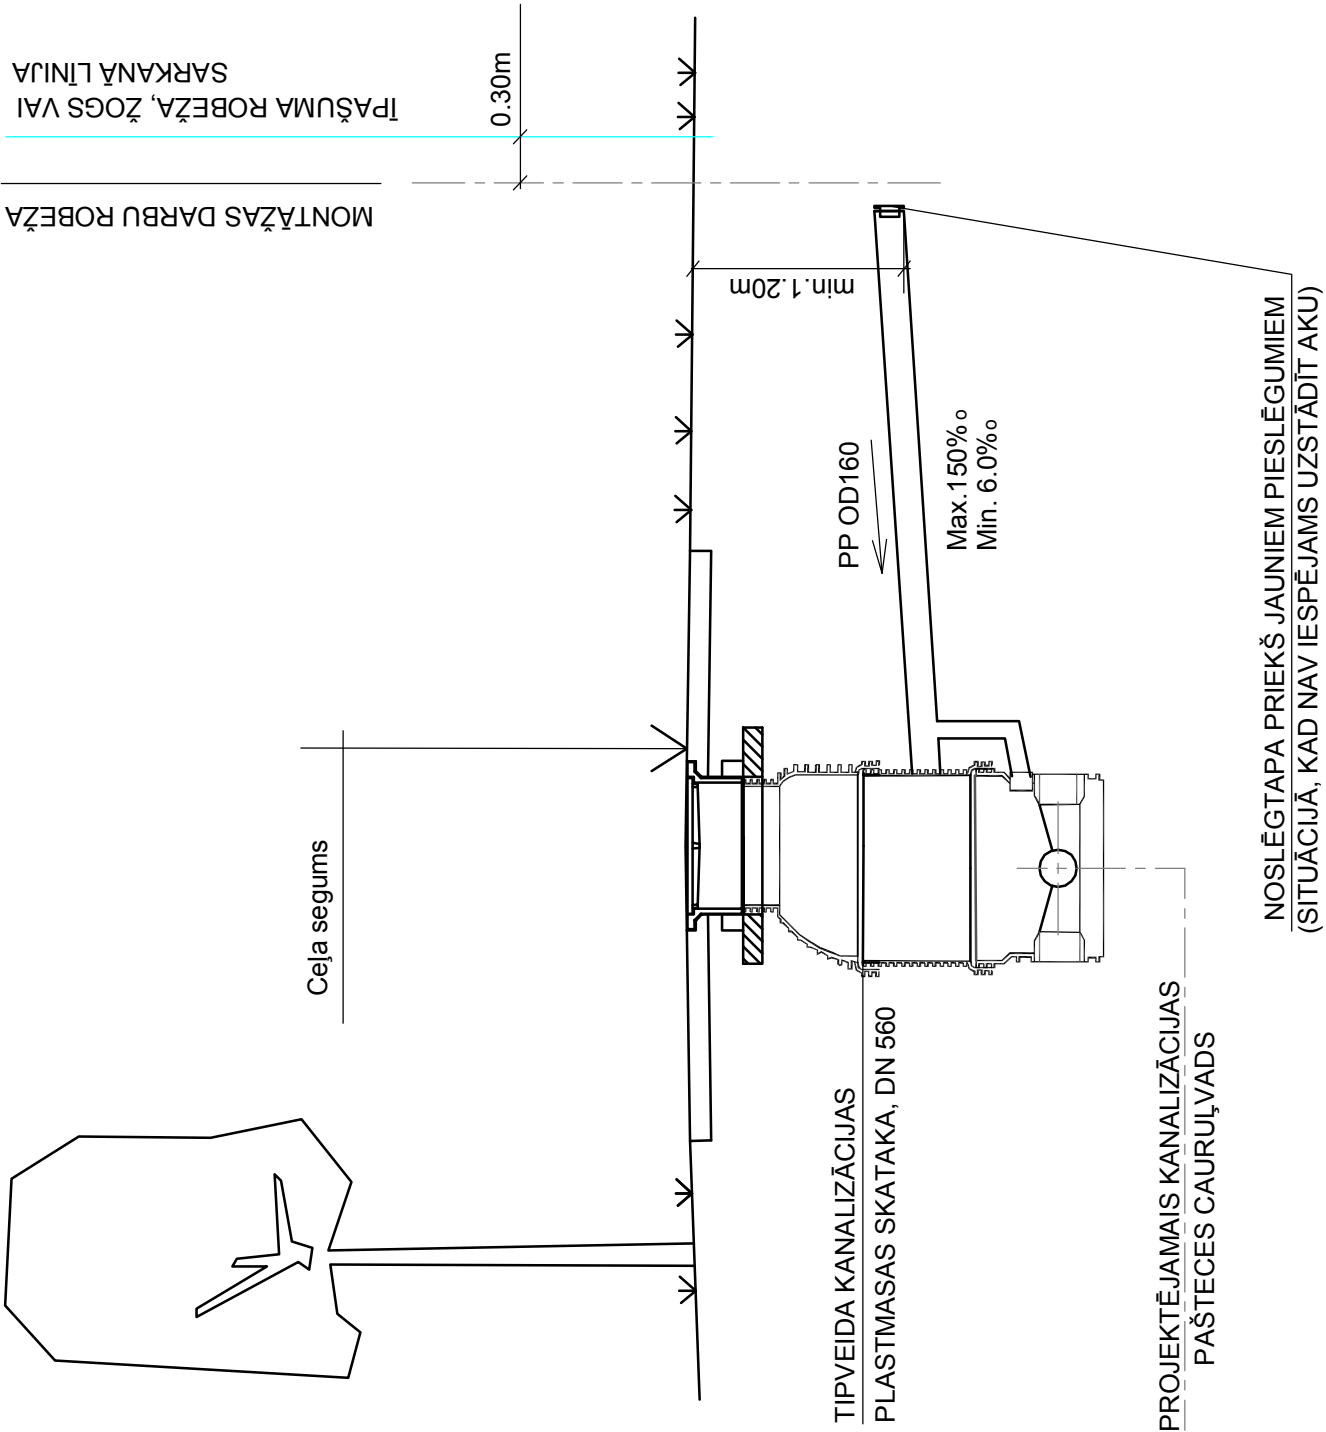 ĪPAŠUMA ROBEŽA, ŽOGS VAI
SARKANĀ LĪNIJA
MONTĀŽAS DARBU ROBEŽA
0.30m
min.1.20m
Ceļa segums
PP OD160
Max.150%o
Min. 6.0%o
TIPVEIDA KANALIZĀCIJAS
PLASTMASAS SKATAKA, DN 560
PROJEKTĒJAMAIS KANALIZĀCIJAS
PAŠTECES CAURUĻVADS
NOSLĒGTAPA PRIEKŠ JAUNIEM PIESLĒGUMIEM
(SITUĀCIJĀ, KAD NAV IESPĒJAMS UZSTĀDĪT AKU)